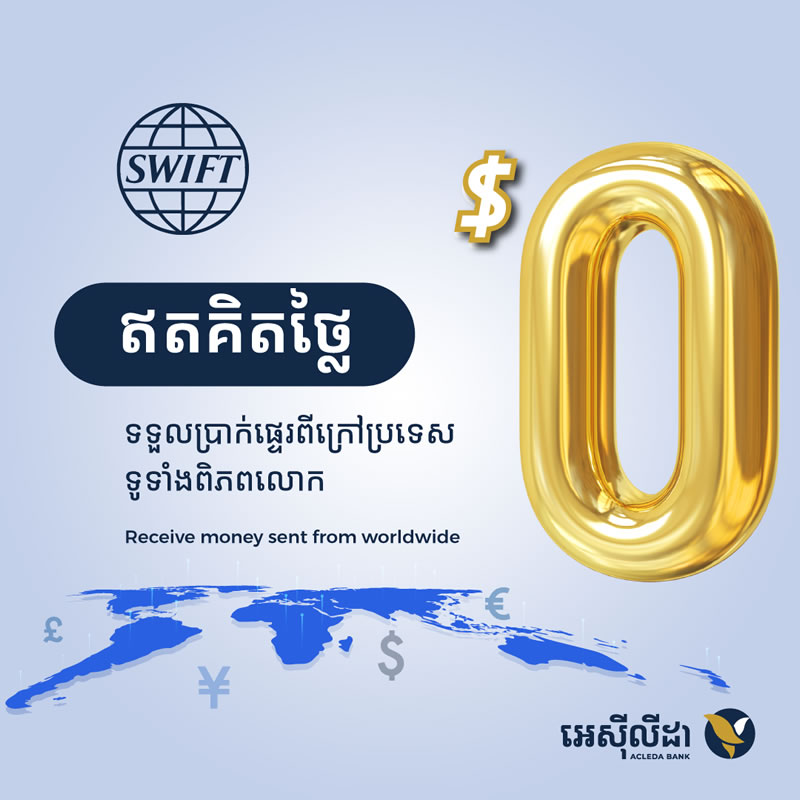 SWIFT
$0
ឥតគិតថ្លៃ
ទទួលប្រាក់ផ្ទេរពីក្រៅប្រទេស
ទូទាំងពិភពលោក
Receive money sent from worldwide
£
€
$
¥
អេស៊ីលីដា
ACLEDA BANK